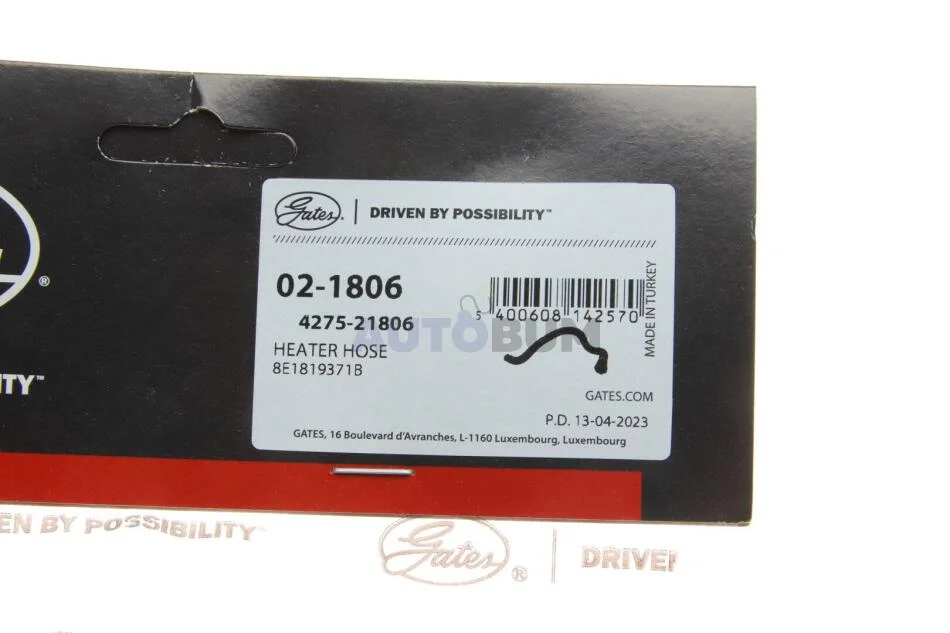 Gates® | DRIVEN BY POSSIBILITY™
02-1806
4275-21806
HEATER HOSE
8E1819371B
5 400608 142570
MADE IN TURKEY
AUTOBUM
GATES.COM
P.D. 13-04-2023
GATES, 16 Boulevard d'Avranches, L-1160 Luxembourg, Luxembourg
®
ITY™
EN BY POSSIBILITY™
Gates® | DRIVEN